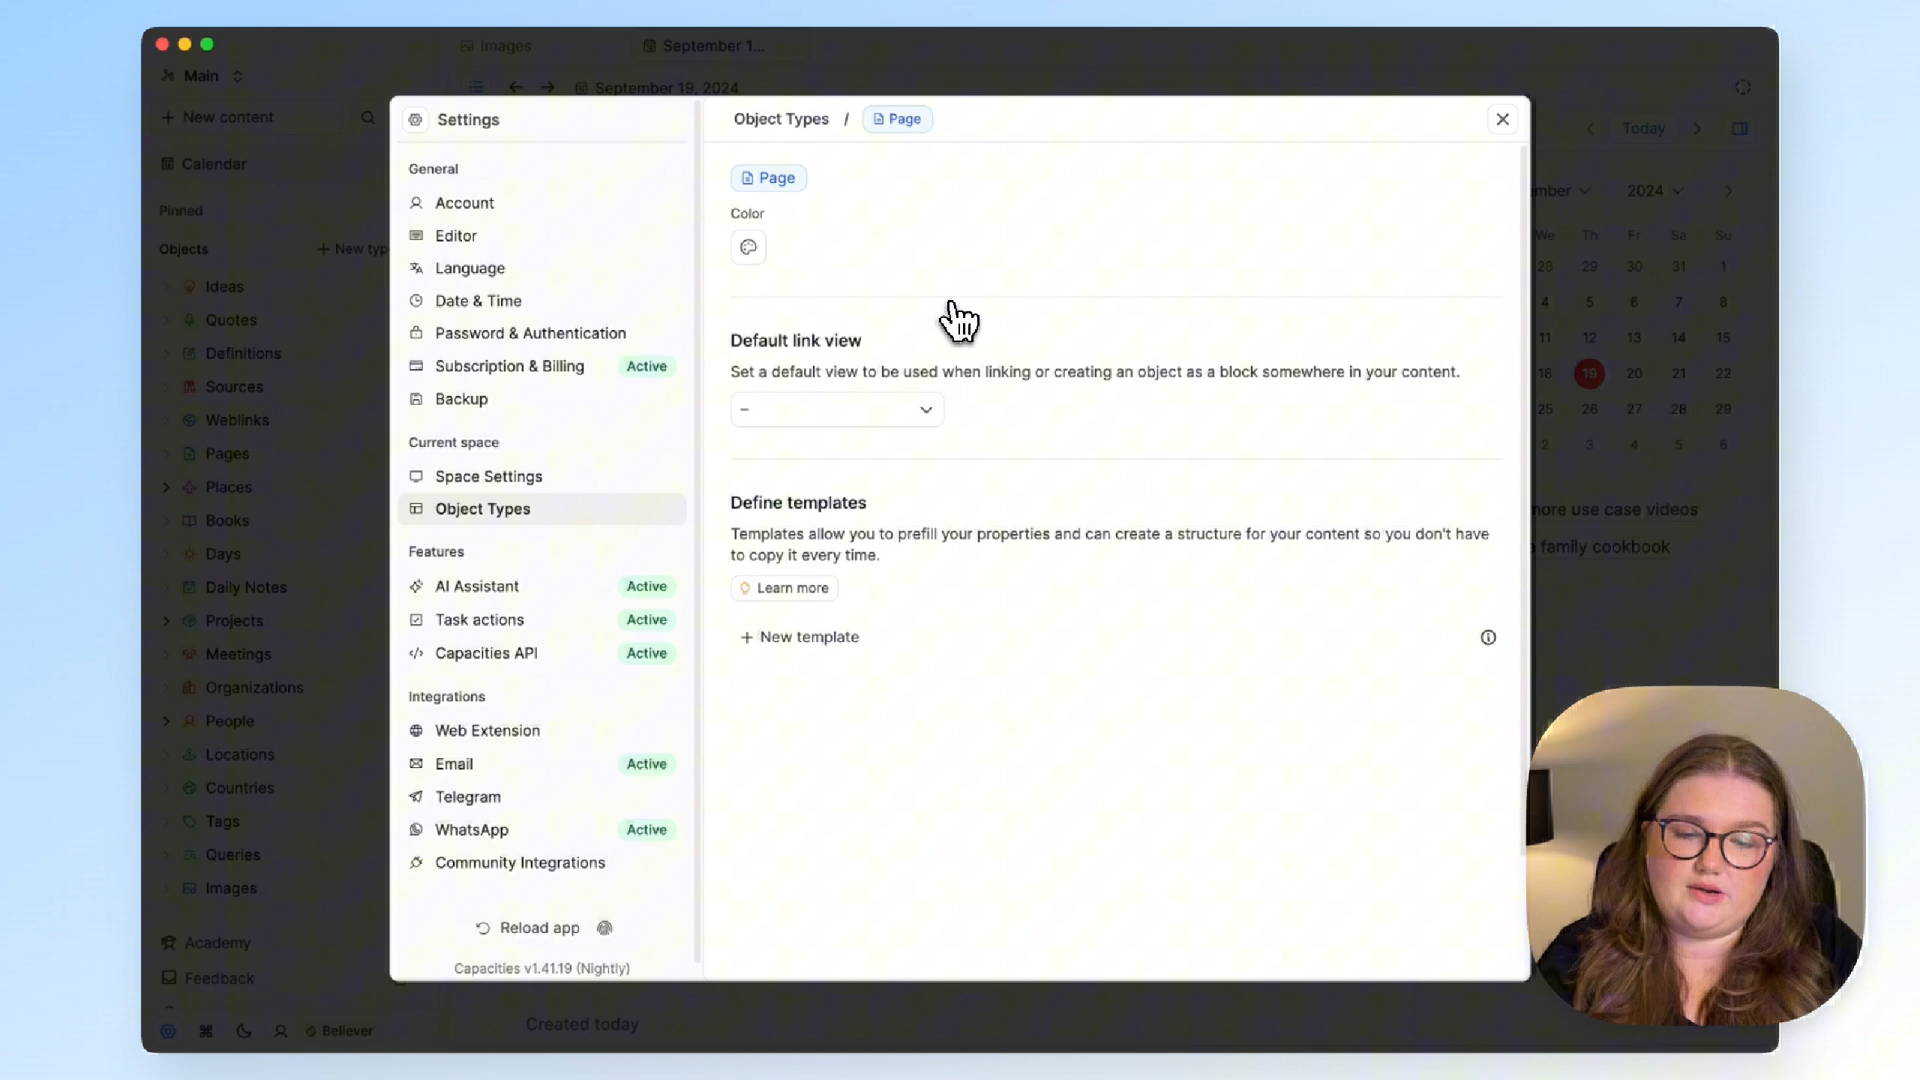 Images
September 1...
Main
September 19, 2024
New content
Calendar
Pinned
Objects
New typ
Ideas
Quotes
Definitions
Sources
Weblinks
Pages
Places
Books
Days
Daily Notes
Projects
Meetings
Organizations
People
Locations
Countries
Tags
Queries
Images
Academy
Feedback
Believer
Settings
General
Account
Editor
Language
Date & Time
Password & Authentication
Subscription & Billing Active
Backup
Current space
Space Settings
Object Types
Features
AI Assistant Active
Task actions Active
Capacities API Active
Integrations
Web Extension
Email Active
Telegram
WhatsApp Active
Community Integrations
Reload app
Capacities v1.41.19 (Nightly)
Object Types / Page
Page
Color
Default link view
Set a default view to be used when linking or creating an object as a block somewhere in your content.
–
Define templates
Templates allow you to prefill your properties and can create a structure for your content so you don't have
to copy it every time.
Learn more
+ New template
Today
mber 2024
We Th Fr Sa Su
28 29 30 31 1
4 5 6 7 8
11 12 13 14 15
18 19 20 21 22
25 26 27 28 29
2 3 4 5 6
more use case videos
a family cookbook
Created today